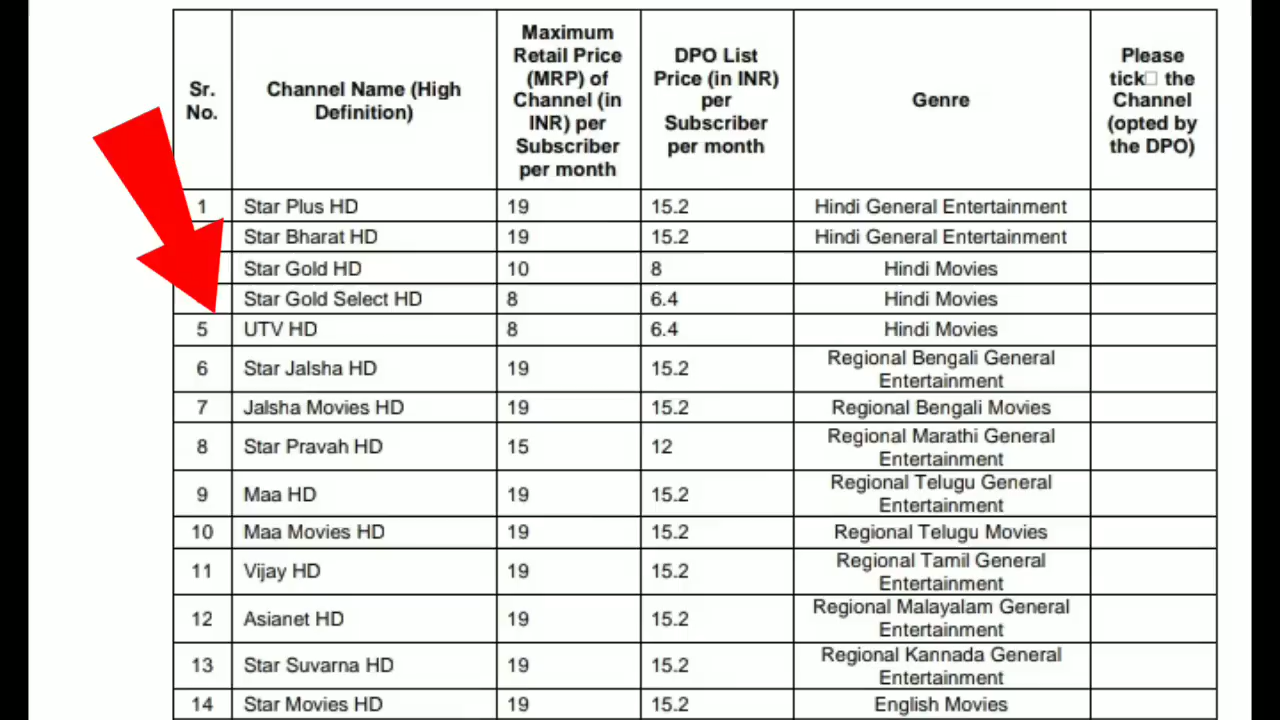 Sr. No. Channel Name (High Definition) Maximum Retail Price (MRP) of Channel (in INR) per Subscriber per month DPO List Price (in INR) per Subscriber per month Genre Please tick□ the Channel (opted by the DPO)
1 Star Plus HD 19 15.2 Hindi General Entertainment
Star Bharat HD 19 15.2 Hindi General Entertainment
Star Gold HD 10 8 Hindi Movies
Star Gold Select HD 8 6.4 Hindi Movies
5 UTV HD 8 6.4 Hindi Movies
6 Star Jalsha HD 19 15.2 Regional Bengali General Entertainment
7 Jalsha Movies HD 19 15.2 Regional Bengali Movies
8 Star Pravah HD 15 12 Regional Marathi General Entertainment
9 Maa HD 19 15.2 Regional Telugu General Entertainment
10 Maa Movies HD 19 15.2 Regional Telugu Movies
11 Vijay HD 19 15.2 Regional Tamil General Entertainment
12 Asianet HD 19 15.2 Regional Malayalam General Entertainment
13 Star Suvarna HD 19 15.2 Regional Kannada General Entertainment
14 Star Movies HD 19 15.2 English Movies